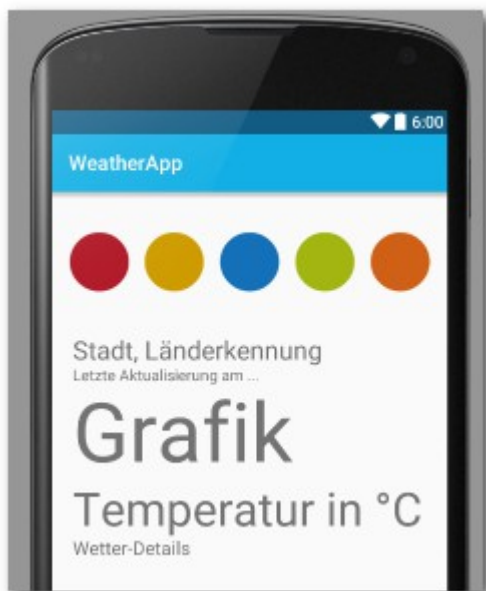 6:00
WeatherApp
Stadt, Länderkennung
Letzte Aktualisierung am ...
Grafik
Temperatur in °C
Wetter-Details